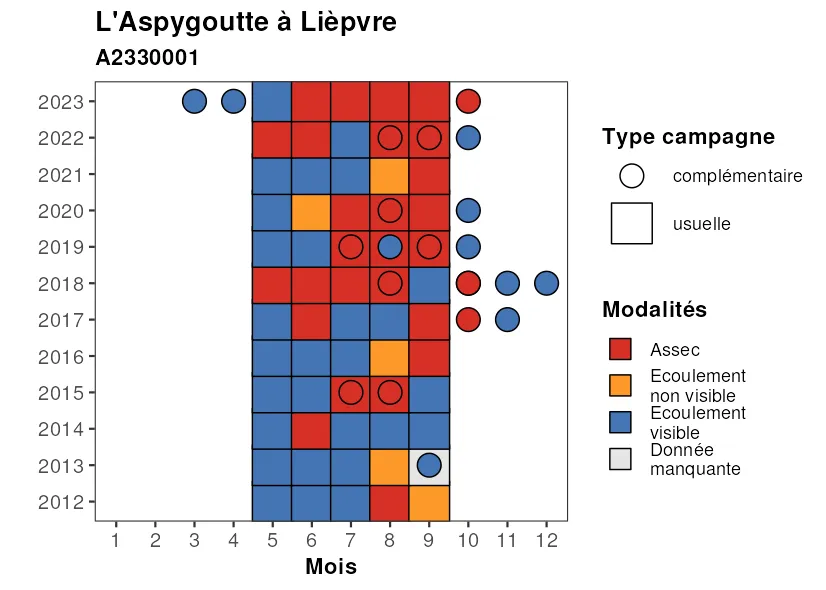 L'Aspygoutte à Lièpvre
A2330001
2023
2022
2021
2020
2019
2018
2017
2016
2015
2014
2013
2012
1 2 3 4 5 6 7 8 9 10 11 12
Mois
Type campagne
complémentaire
usuelle
Modalités
Assec
Ecoulement
non visible
Ecoulement
visible
Donnée
manquante